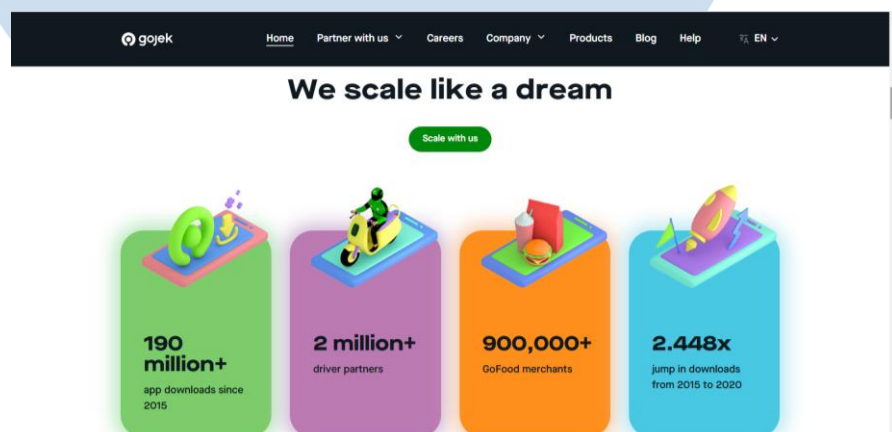 gojek Home Partner with us Careers Company Products Blog Help EN
We scale like a dream
Scale with us
190
million+
app downloads since
2015
2 million+
driver partners
900,000+
GoFood merchants
2.448x
jump in downloads
from 2015 to 2020